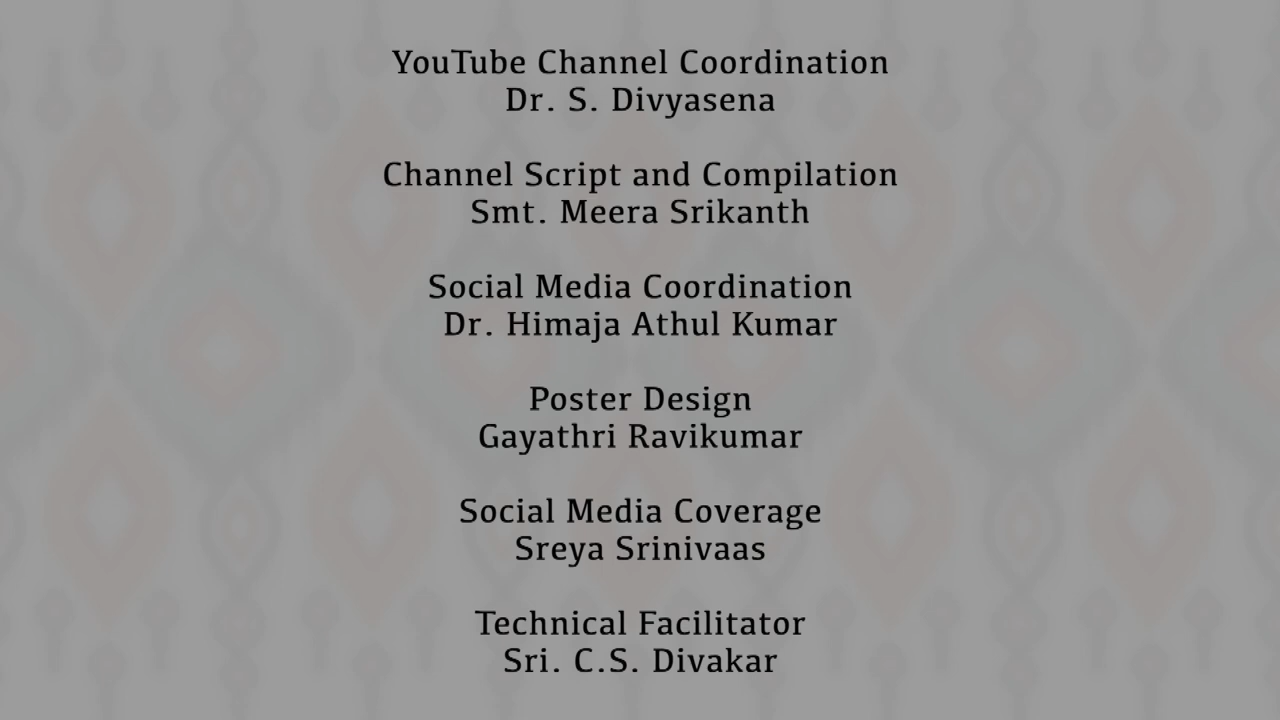 YouTube Channel Coordination
Dr. S. Divyasena
Channel Script and Compilation
Smt. Meera Srikanth
Social Media Coordination
Dr. Himaja Athul Kumar
Poster Design
Gayathri Ravikumar
Social Media Coverage
Sreya Srinivaas
Technical Facilitator
Sri. C.S. Divakar